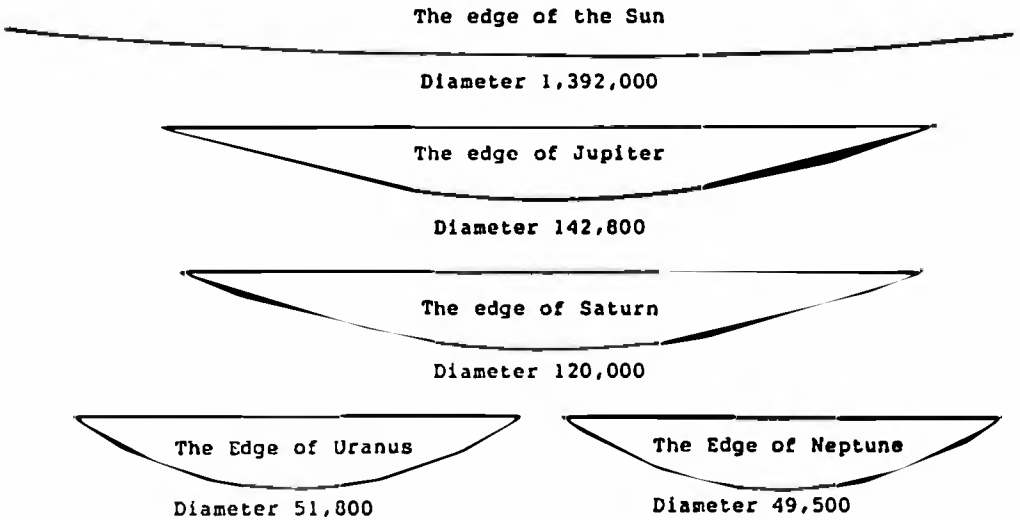 The edge of the Sun
Diameter 1,392,000
The edge of Jupiter
Diameter 142,800
The edge of Saturn
Diameter 120,000
The Edge of Uranus
Diameter 51,800
The Edge of Neptune
Diameter 49,500